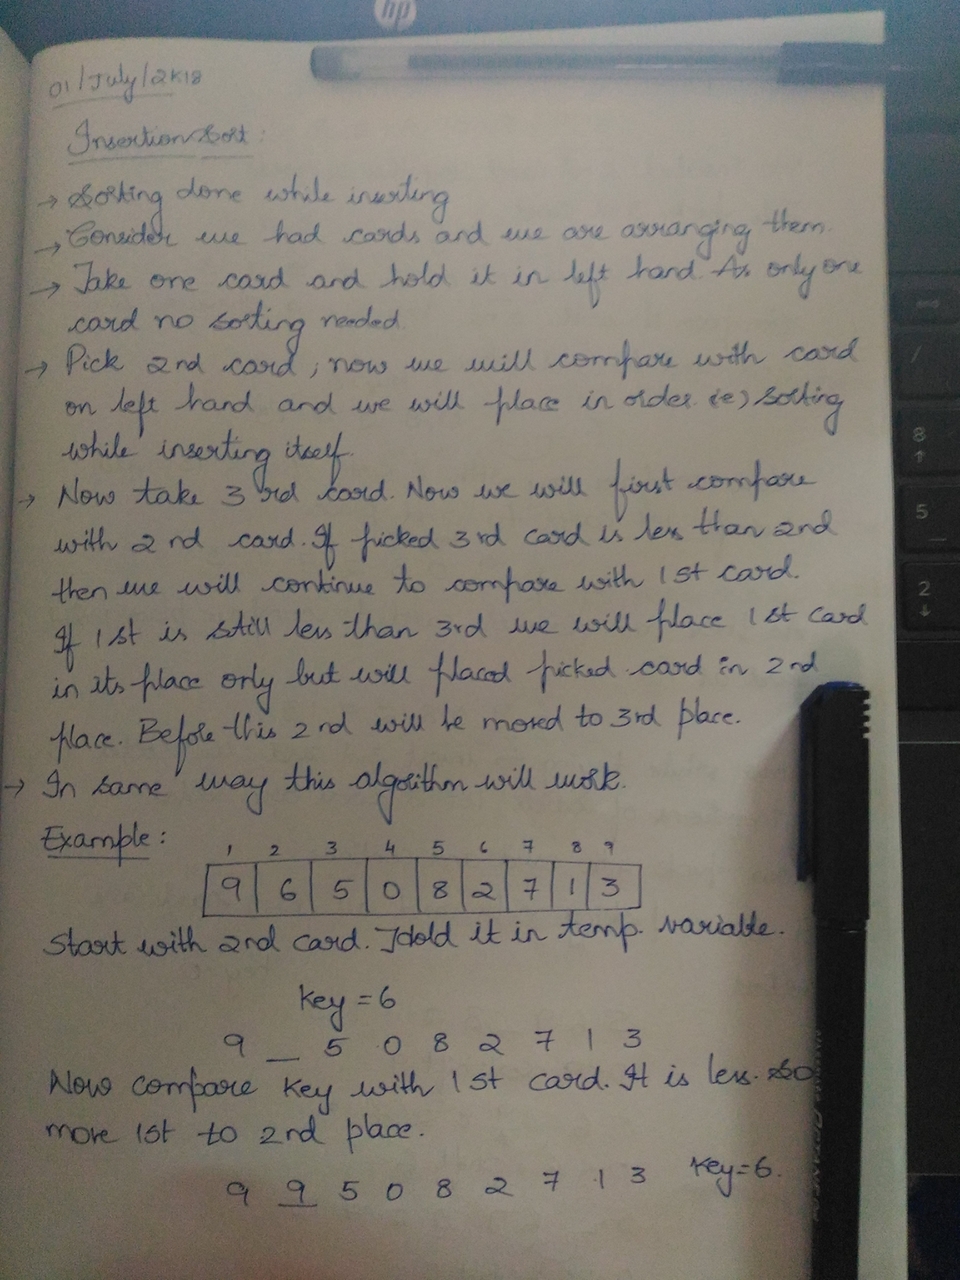 hp
01/July/2K18
Insertion Sort:
→ Sorting done while inserting
→ Consider we had cards and we are arranging them.
→ Take one card and hold it in left hand. As only one
card no sorting needed.
→ Pick 2nd card, now we will compare with card
on left hand and we will place in order. ie) Sorting
while inserting itself.
→ Now take 3rd card. Now we will first compare
with 2nd card. If picked 3rd card is less than 2nd
then we will continue to compare with 1st card.
If 1st is still less than 3rd we will place 1st card
in its place only but will placed picked card in 2nd
place. Before this 2nd will be moved to 3rd place.
→ In same way this algorithm will work.
Example:
1 2 3 4 5 6 7 8 9
9 6 5 0 8 2 7 1 3
Start with 2nd card. Hold it in temp. variable.
Key = 6
9 _ 5 0 8 2 7 1 3
Now compare Key with 1st card. It is less. So
move 1st to 2nd place.
9 9 5 0 8 2 7 1 3 Key=6.
end
/
8
↑
5
2
↓